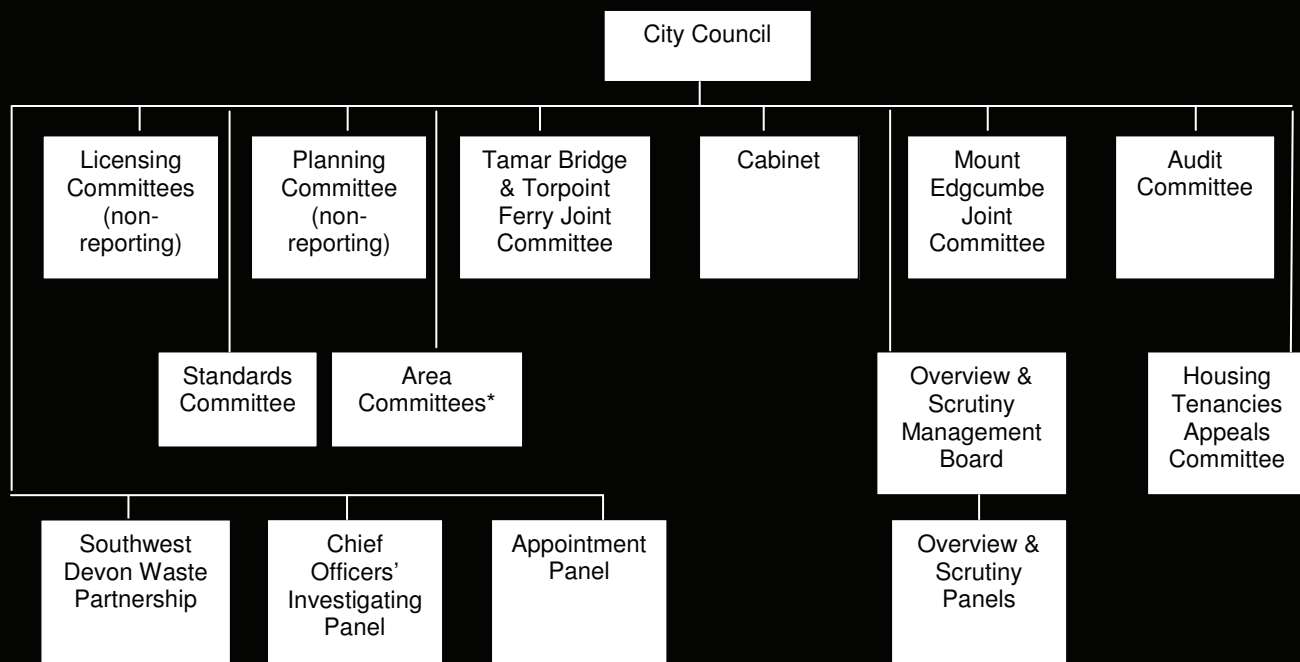 City Council
Licensing
Committees
(non-
reporting)
Planning
Committee
(non-
reporting)
Tamar Bridge
& Torpoint
Ferry Joint
Committee
Cabinet
Mount
Edgcumbe
Joint
Committee
Audit
Committee
Standards
Committee
Area
Committees*
Overview &
Scrutiny
Management
Board
Housing
Tenancies
Appeals
Committee
Southwest
Devon Waste
Partnership
Chief
Officers’
Investigating
Panel
Appointment
Panel
Overview &
Scrutiny
Panels